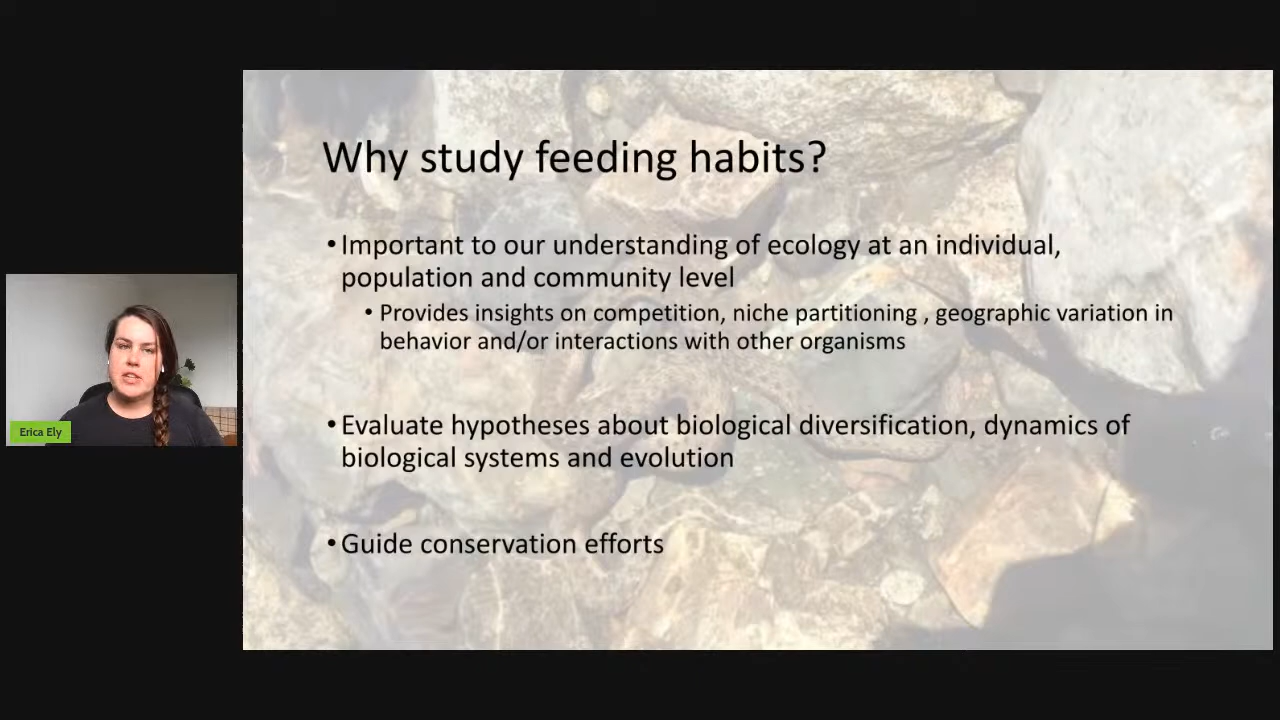 Why study feeding habits?
• Important to our understanding of ecology at an individual,
population and community level
• Provides insights on competition, niche partitioning , geographic variation in
behavior and/or interactions with other organisms
• Evaluate hypotheses about biological diversification, dynamics of
biological systems and evolution
• Guide conservation efforts
Erica Ely